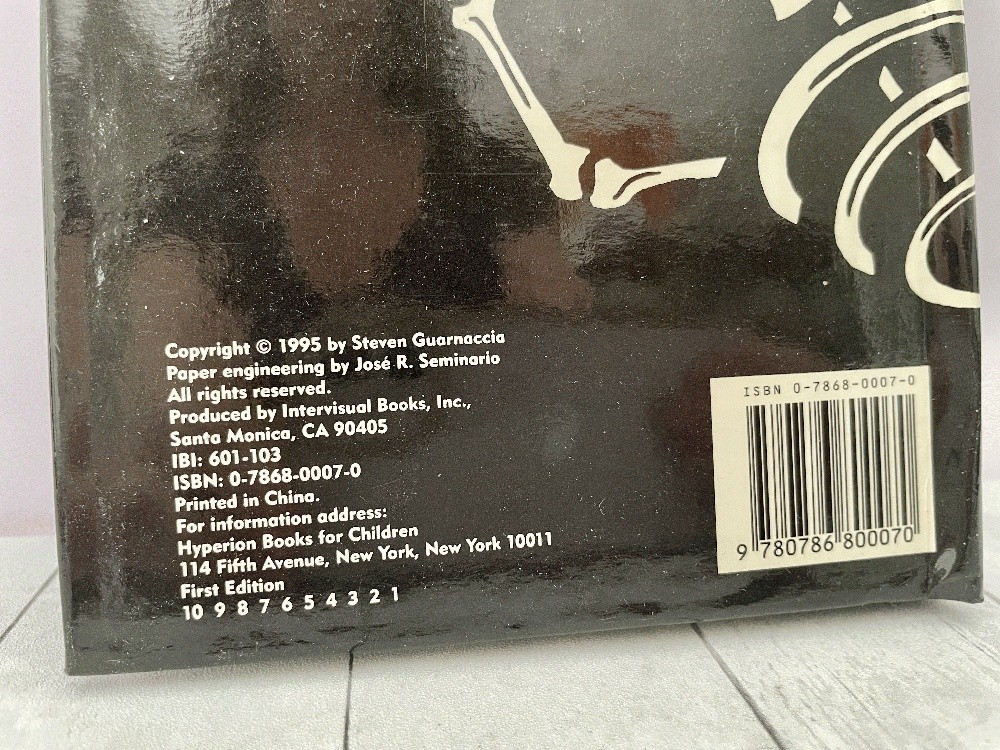 Copyright © 1995 by Steven Guarnaccia
Paper engineering by José R. Seminario
All rights reserved.
Produced by Intervisual Books, Inc.,
Santa Monica, CA 90405
IBI: 601-103
ISBN: 0-7868-0007-0
Printed in China.
For information address:
Hyperion Books for Children
114 Fifth Avenue, New York, New York 10011
First Edition
10 9 8 7 6 5 4 3 2 1
ISBN 0-7868-0007-0
9 780786 800070